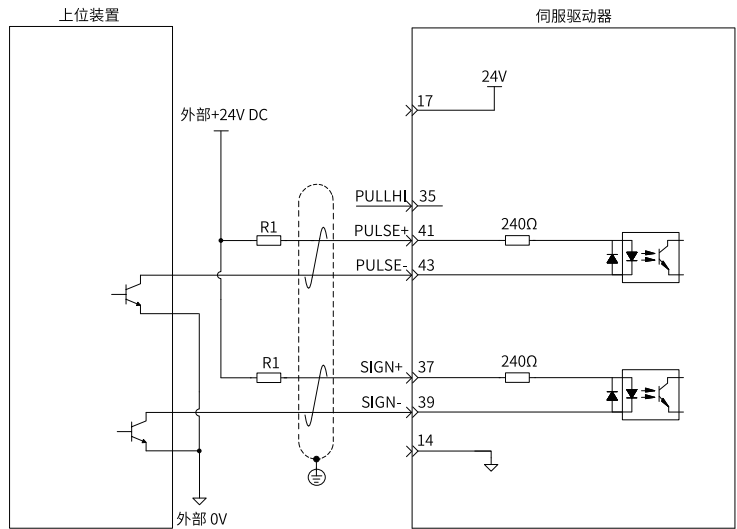 上位装置
伺服驱动器
24V
17
外部+24V DC
PULLHI 35
R1
PULSE+ 41
240Ω
PULSE- 43
R1
SIGN+ 37
240Ω
SIGN- 39
14
外部 0V